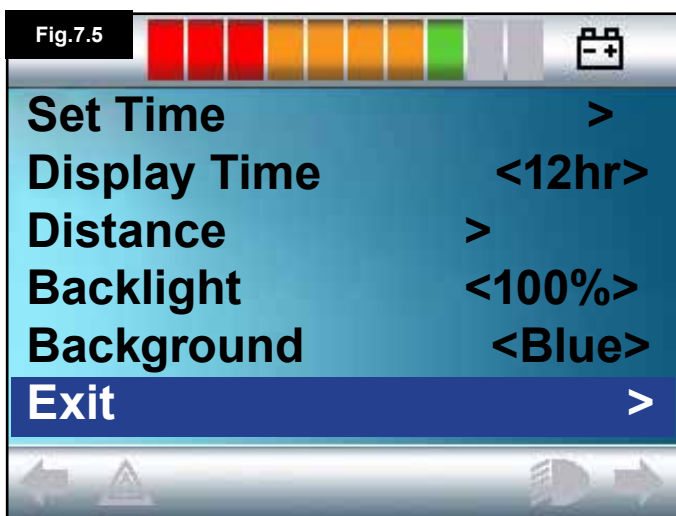 Fig.7.5
Set Time >
Display Time <12hr>
Distance >
Backlight <100%>
Background <Blue>
Exit >